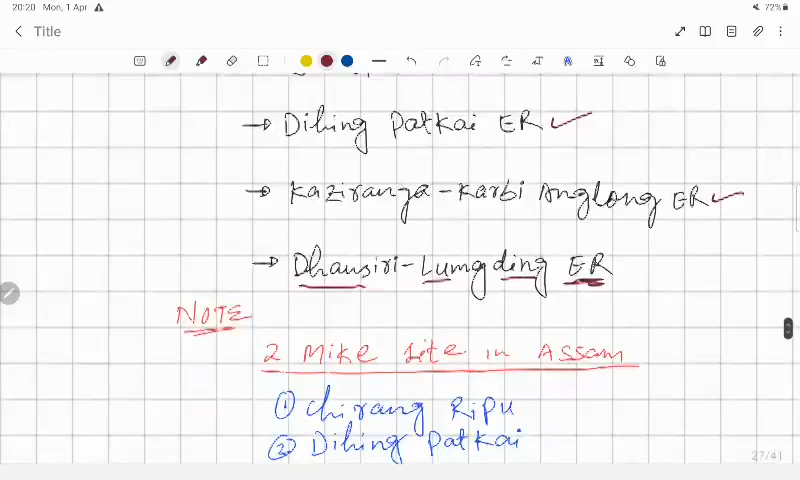 20:20 Mon, 1 Apr
72%
Title
→ Dihing Patkai ER
→ Kaziranga-Karbi Anglong ER
→ Dhansiri-Lumgding ER
NOTE
2 Mike site in Assam
① Chirang Ripu
② Dihing Patkai
27/41